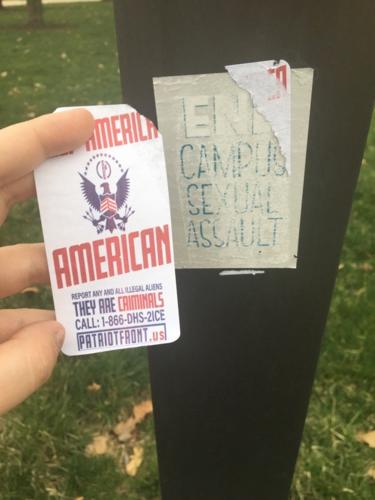 AMERICA
AMERICAN
REPORT ANY AND ALL ILLEGAL ALIENS
THEY ARE CRIMINALS
CALL: 1-866-DHS-2ICE
PATRIOTFRONT.US
CAMPUS
SEXUAL
ASSAULT